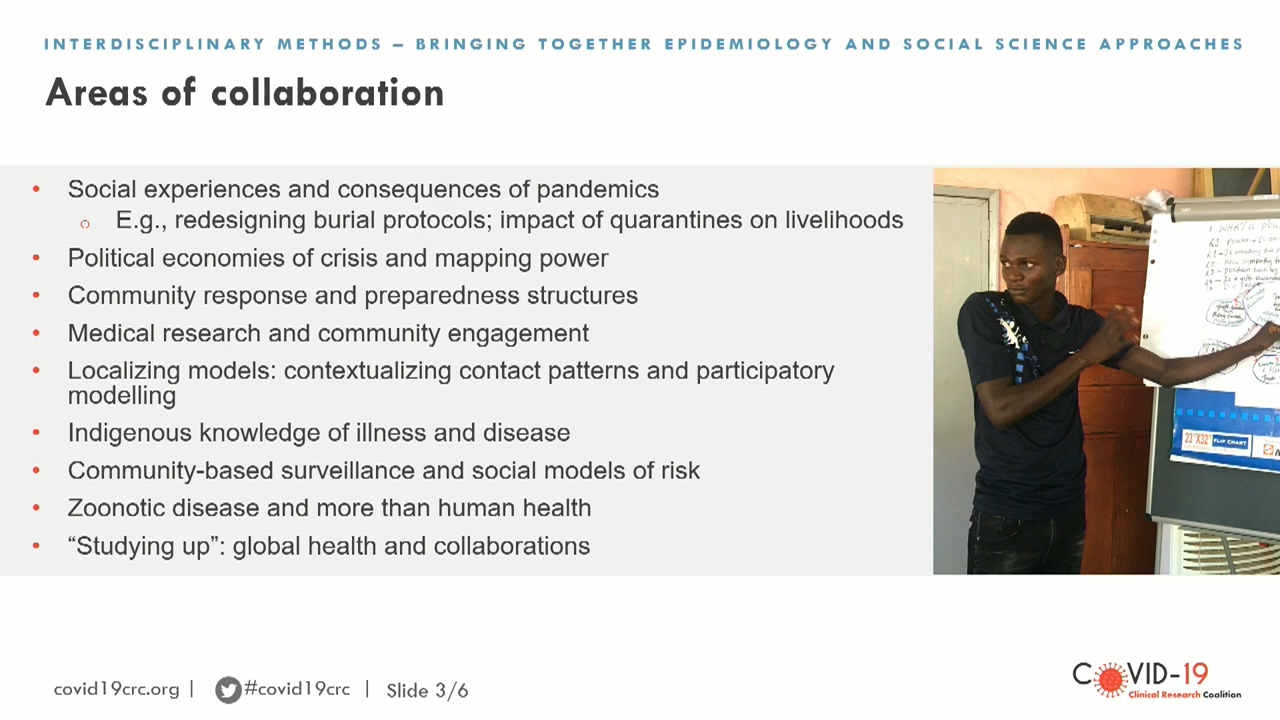 INTERDISCIPLINARY METHODS – BRINGING TOGETHER EPIDEMIOLOGY AND SOCIAL SCIENCE APPROACHES
Areas of collaboration
• Social experiences and consequences of pandemics
○ E.g., redesigning burial protocols; impact of quarantines on livelihoods
• Political economies of crisis and mapping power
• Community response and preparedness structures
• Medical research and community engagement
• Localizing models: contextualizing contact patterns and participatory
modelling
• Indigenous knowledge of illness and disease
• Community-based surveillance and social models of risk
• Zoonotic disease and more than human health
• “Studying up”: global health and collaborations
23"X32" FLIP CHART
covid19crc.org | #covid19crc | Slide 3/6
COVID-19
Clinical Research Coalition